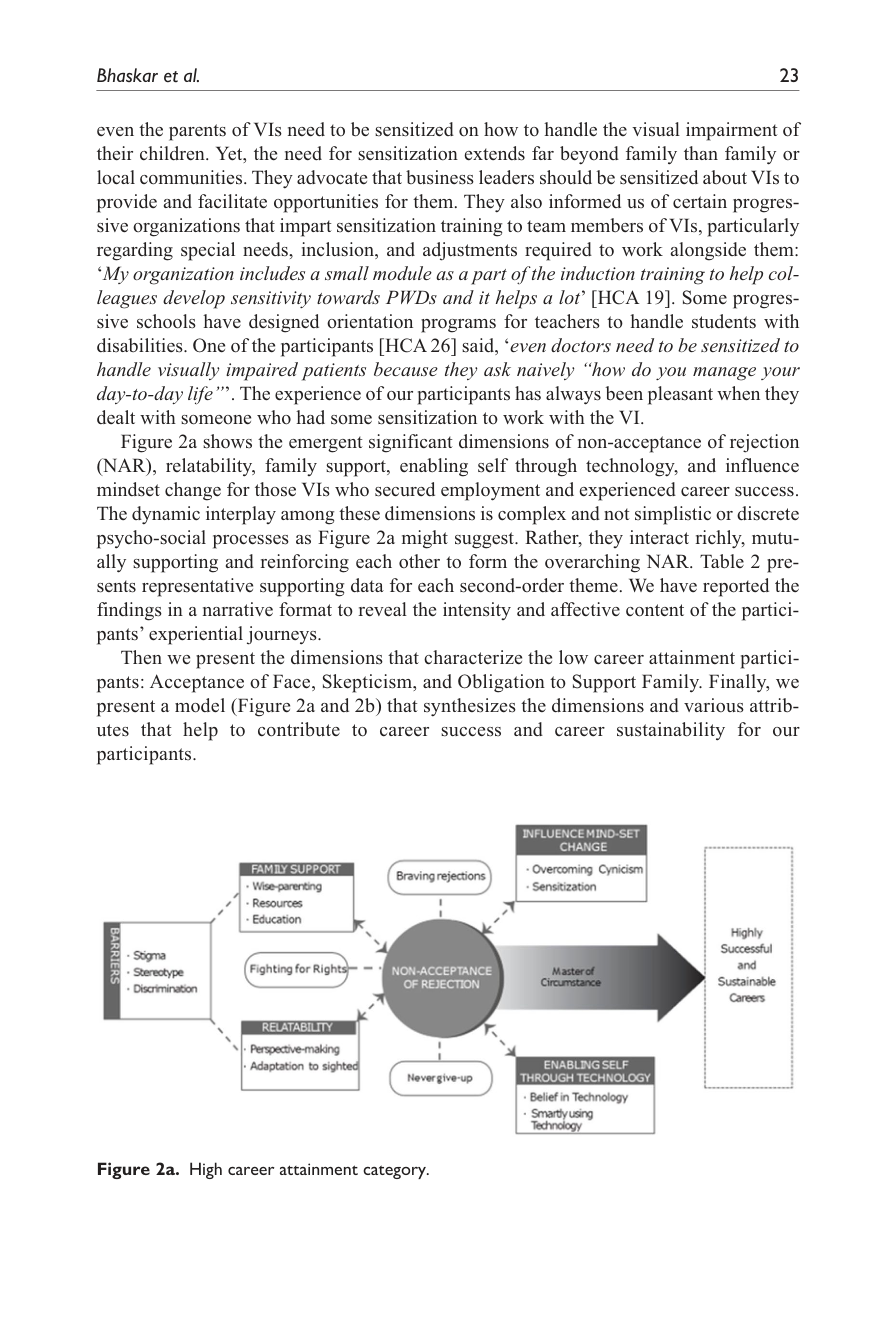 Bhaskar et al. 23
even the parents of VIs need to be sensitized on how to handle the visual impairment of
their children. Yet, the need for sensitization extends far beyond family than family or
local communities. They advocate that business leaders should be sensitized about VIs to
provide and facilitate opportunities for them. They also informed us of certain progres-
sive organizations that impart sensitization training to team members of VIs, particularly
regarding special needs, inclusion, and adjustments required to work alongside them:
‘My organization includes a small module as a part of the induction training to help col-
leagues develop sensitivity towards PWDs and it helps a lot’ [HCA 19]. Some progres-
sive schools have designed orientation programs for teachers to handle students with
disabilities. One of the participants [HCA 26] said, ‘even doctors need to be sensitized to
handle visually impaired patients because they ask naively “how do you manage your
day-to-day life”’. The experience of our participants has always been pleasant when they
dealt with someone who had some sensitization to work with the VI.
Figure 2a shows the emergent significant dimensions of non-acceptance of rejection
(NAR), relatability, family support, enabling self through technology, and influence
mindset change for those VIs who secured employment and experienced career success.
The dynamic interplay among these dimensions is complex and not simplistic or discrete
psycho-social processes as Figure 2a might suggest. Rather, they interact richly, mutu-
ally supporting and reinforcing each other to form the overarching NAR. Table 2 pre-
sents representative supporting data for each second-order theme. We have reported the
findings in a narrative format to reveal the intensity and affective content of the partici-
pants’ experiential journeys.
Then we present the dimensions that characterize the low career attainment partici-
pants: Acceptance of Face, Skepticism, and Obligation to Support Family. Finally, we
present a model (Figure 2a and 2b) that synthesizes the dimensions and various attrib-
utes that help to contribute to career success and career sustainability for our
participants.
BARRIERS
· Stigma
· Stereotype
· Discrimination
FAMILY SUPPORT
· Wise-parenting
· Resources
· Education
Fighting for Rights
RELATABILITY
· Perspective-making
· Adaptation to sighted
Braving rejections
NON-ACCEPTANCE
OF REJECTION
Never give-up
INFLUENCE MIND-SET
CHANGE
· Overcoming Cynicism
· Sensitization
Master of
Circumstance
ENABLING SELF
THROUGH TECHNOLOGY
· Belief in Technology
· Smartly using
Technology
Highly
Successful
and
Sustainable
Careers
Figure 2a. High career attainment category.